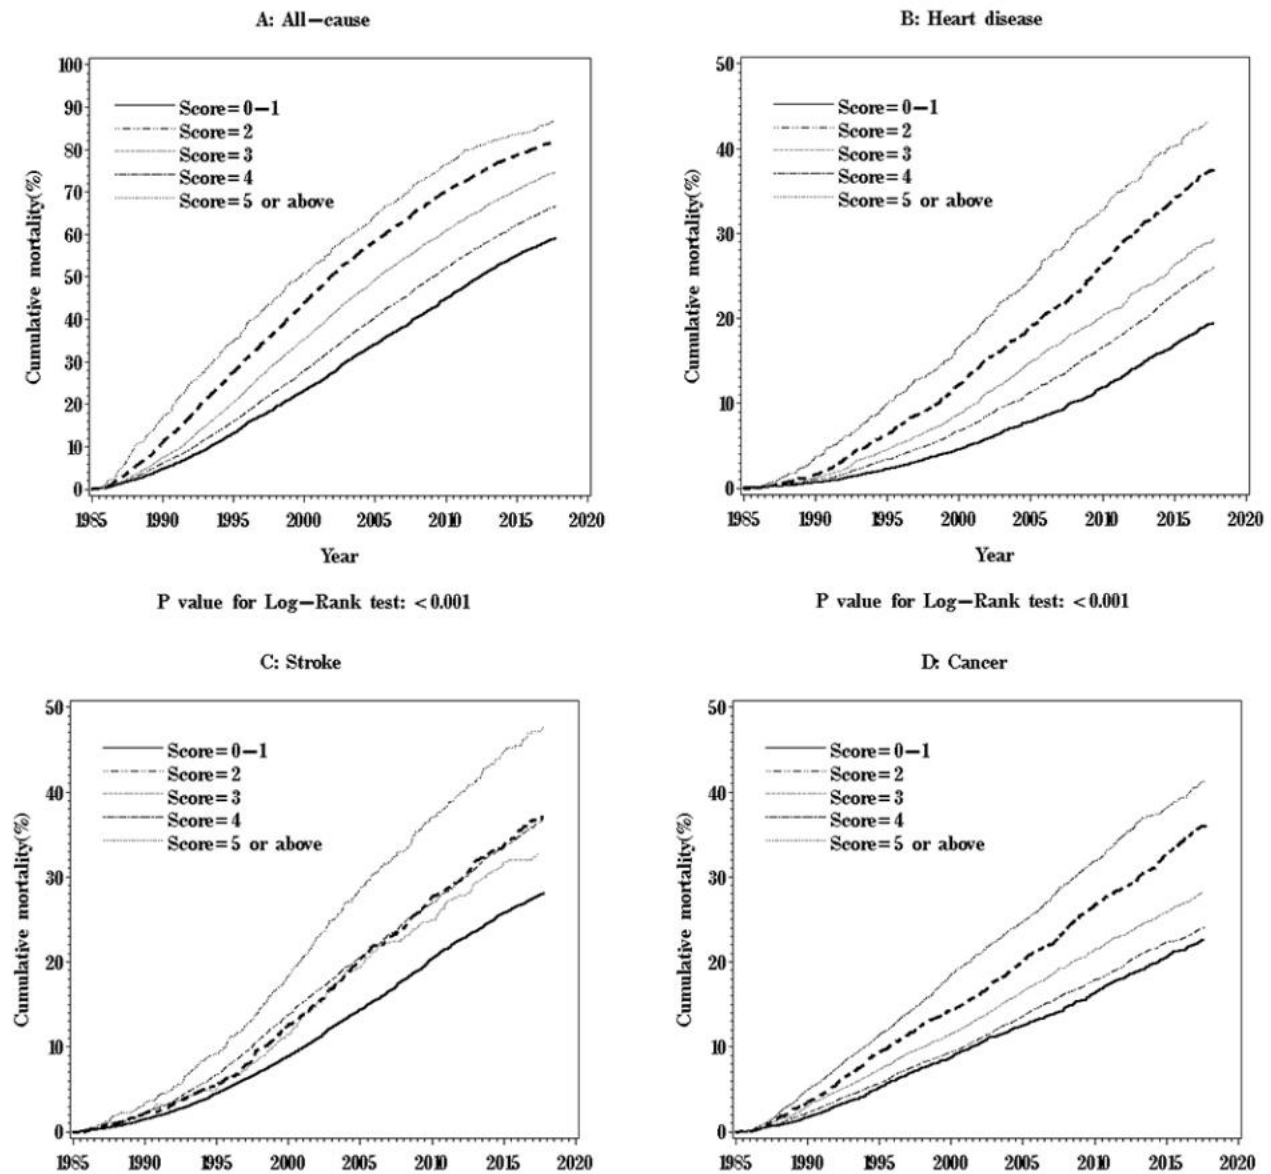 A: All—cause
100
90
80
70
60
50
40
30
20
10
0
Cumulative mortality(%)
Score=0—1
Score=2
Score=3
Score=4
Score=5 or above
1985 1990 1995 2000 2005 2010 2015 2020
Year
P value for Log—Rank test: <0.001
B: Heart disease
50
40
30
20
10
0
Cumulative mortality(%)
Score=0—1
Score=2
Score=3
Score=4
Score=5 or above
1985 1990 1995 2000 2005 2010 2015 2020
Year
P value for Log—Rank test: <0.001
C: Stroke
50
40
30
20
10
0
Cumulative mortality(%)
Score=0—1
Score=2
Score=3
Score=4
Score=5 or above
1985 1990 1995 2000 2005 2010 2015 2020
D: Cancer
50
40
30
20
10
0
Cumulative mortality(%)
Score=0—1
Score=2
Score=3
Score=4
Score=5 or above
1985 1990 1995 2000 2005 2010 2015 2020